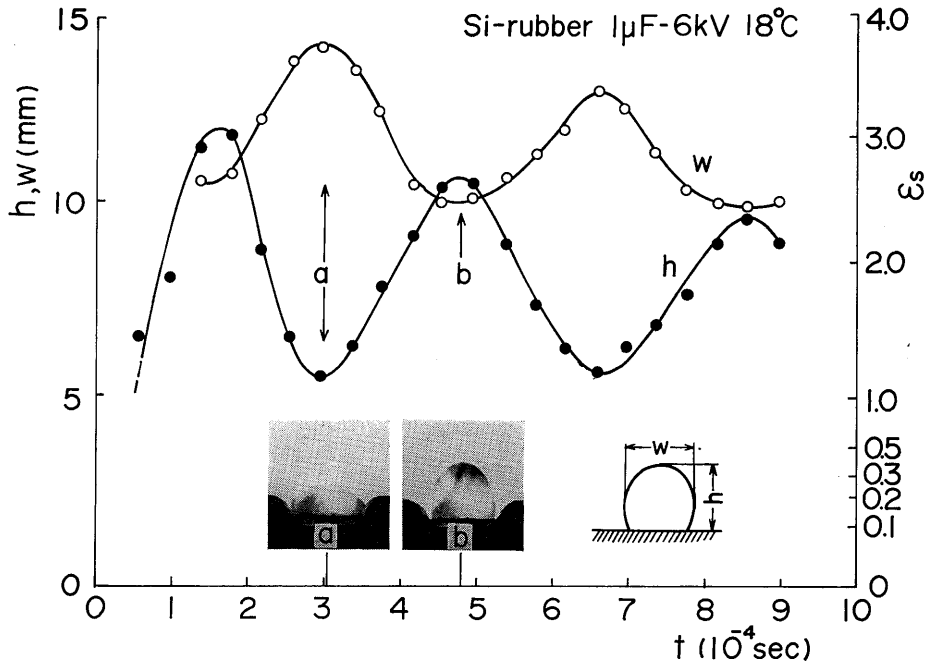 Si-rubber 1μF-6kV 18°C
15
10
5
0
h, w (mm)
4.0
3.0
2.0
1.0
0.5
0.3
0.2
0.1
0
εs
w
h
a
b
a
b
w
h
0 1 2 3 4 5 6 7 8 9 10
t (10⁻⁴sec)